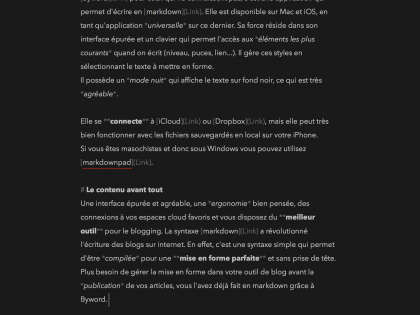 permet d'écrire en [markdown](Link). Elle est disponible sur Mac et iOS, en
tant qu'application *universelle* sur ce dernier. Sa force réside dans son
interface épurée et un clavier qui permet l'accès aux *éléments les plus
courants* quand on écrit (niveau, puces, lien...). Il gère ces styles en
sélectionnant le texte à mettre en forme.
Il possède un *mode nuit* qui affiche le texte sur fond noir, ce qui est très
*agréable*.
Elle se **connecte** à [iCloud](Link) ou [Dropbox](Link), mais elle peut très
bien fonctionner avec les fichiers sauvegardés en local sur votre iPhone.
Si vous êtes masochistes et donc sous Windows vous pouvez utilisez
[markdownpad](Link).
# Le contenu avant tout
Une interface épurée et agréable, une *ergonomie* bien pensée, des
connexions à vos espaces cloud favoris et vous disposez du **meilleur
outil** pour le blogging. La syntaxe [markdown](Link) a révolutionné
l'écriture des blogs sur internet. En effet, c'est une syntaxe simple qui permet
d'être *compilée* pour une **mise en forme parfaite** et sans prise de tête.
Plus besoin de gérer la mise en forme dans votre outil de blog avant la
*publication* de vos articles, vous l'avez déjà fait en markdown grâce à
Byword.